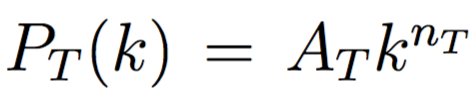 P_T(k) = A_T k^{n_T}